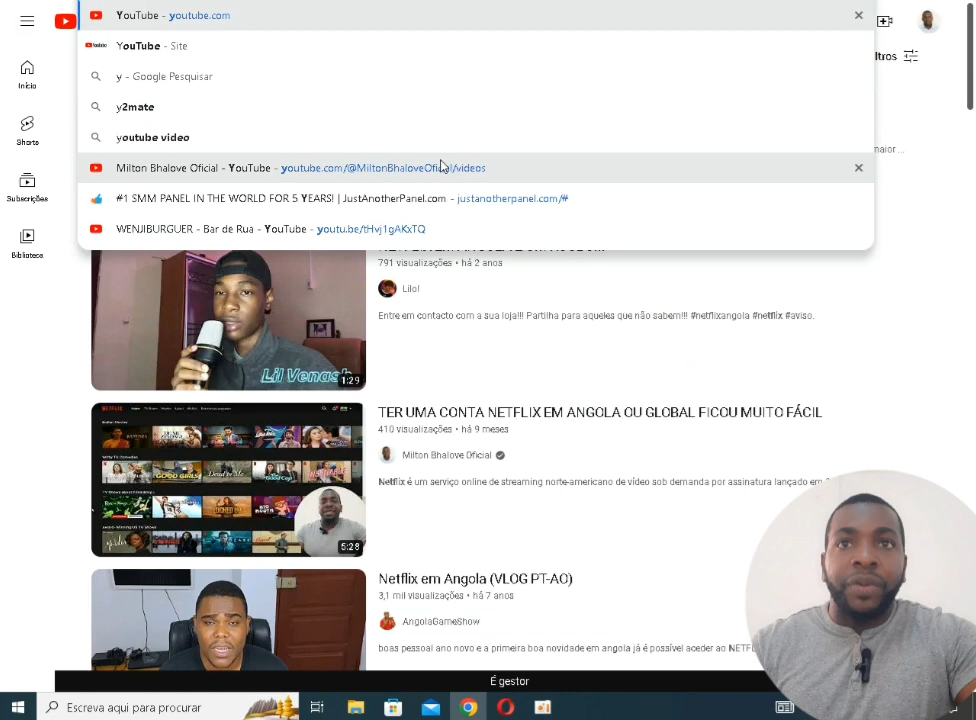 YouTube - youtube.com
YouTube - Site
y - Google Pesquisar
y2mate
youtube video
Milton Bhalove Oficial - YouTube - youtube.com/@MiltonBhaloveOficial/videos
#1 SMM PANEL IN THE WORLD FOR 5 YEARS! | JustAnotherPanel.com - justanotherpanel.com/#
WENJIBURGUER - Bar de Rua - YouTube - youtu.be/tHvj1gAKxTQ
ltros
Início
Shorts
Subscrições
Biblioteca
maior ...
791 visualizações • há 2 anos
Lilo!
Entre em contacto com a sua loja!!! Partilha para aqueles que não sabem!!! #netflixangola #netflix #aviso.
Lil Venash
1:29
TER UMA CONTA NETFLIX EM ANGOLA OU GLOBAL FICOU MUITO FÁCIL
410 visualizações • há 9 meses
Milton Bhalove Oficial
Netflix é um serviço online de streaming norte-americano de vídeo sob demanda por assinatura lançado em
NETFLIX
5:28
Netflix em Angola (VLOG PT-AO)
3,1 mil visualizações • há 7 anos
AngolaGameShow
boas pessoal ano novo e a primeira boa novidade em angola já é possível aceder ao NETF
É gestor
Escreva aqui para procurar